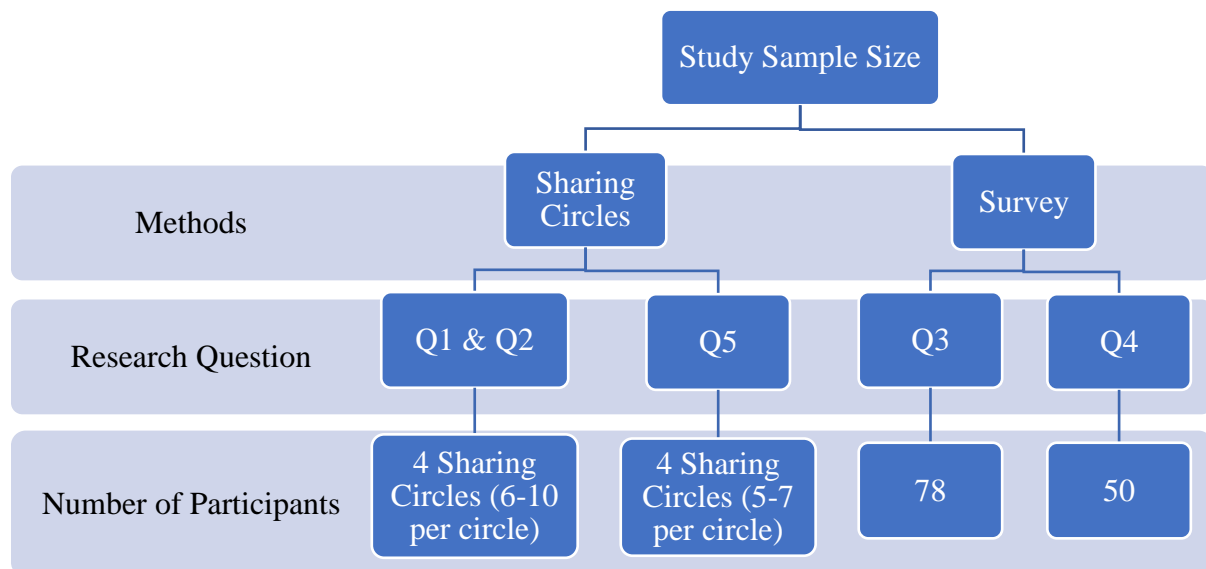 Study Sample Size
Sharing
Circles
Survey
Methods
Q1 & Q2
Q5
Q3
Q4
Research Question
4 Sharing
Circles (6-10
per circle)
4 Sharing
Circles (5-7
per circle)
78
50
Number of Participants